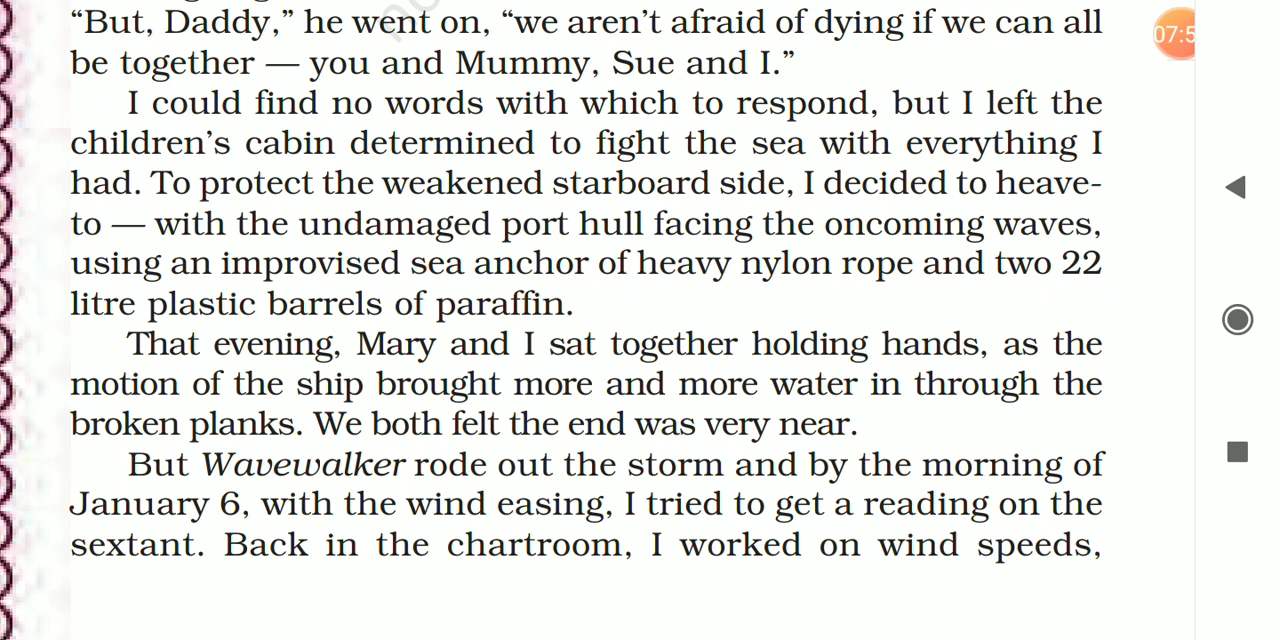 “But, Daddy,” he went on, “we aren’t afraid of dying if we can all
be together — you and Mummy, Sue and I.”
I could find no words with which to respond, but I left the
children’s cabin determined to fight the sea with everything I
had. To protect the weakened starboard side, I decided to heave-
to — with the undamaged port hull facing the oncoming waves,
using an improvised sea anchor of heavy nylon rope and two 22
litre plastic barrels of paraffin.
That evening, Mary and I sat together holding hands, as the
motion of the ship brought more and more water in through the
broken planks. We both felt the end was very near.
But Wavewalker rode out the storm and by the morning of
January 6, with the wind easing, I tried to get a reading on the
sextant. Back in the chartroom, I worked on wind speeds,
07:5